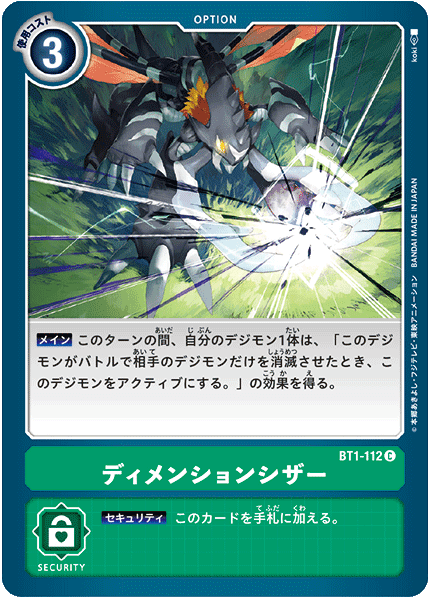 使用コスト
3
OPTION
koki
メイン このターンの間、自分のデジモン1体は、「このデジ
モンがバトルで相手のデジモンだけを消滅させたとき、こ
のデジモンをアクティブにする。」の効果を得る。
©本郷あきよし・フジテレビ・東映アニメーション BANDAI MADE IN JAPAN
BT1-112 C
ディメンションシザー
セキュリティ このカードを手札に加える。
SECURITY